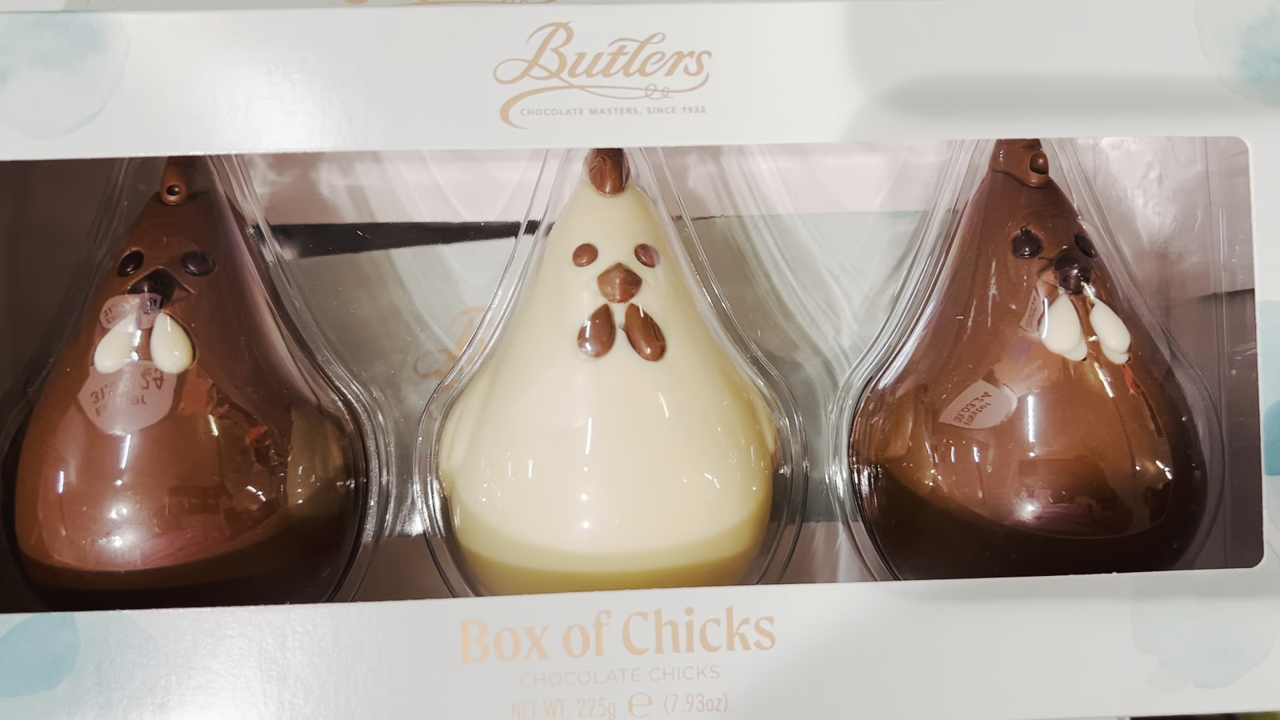 Butlers
CHOCOLATE MASTERS, SINCE 1932
Box of Chicks
CHOCOLATE CHICKS
NET WT. 225g ℮ (7.93oz)